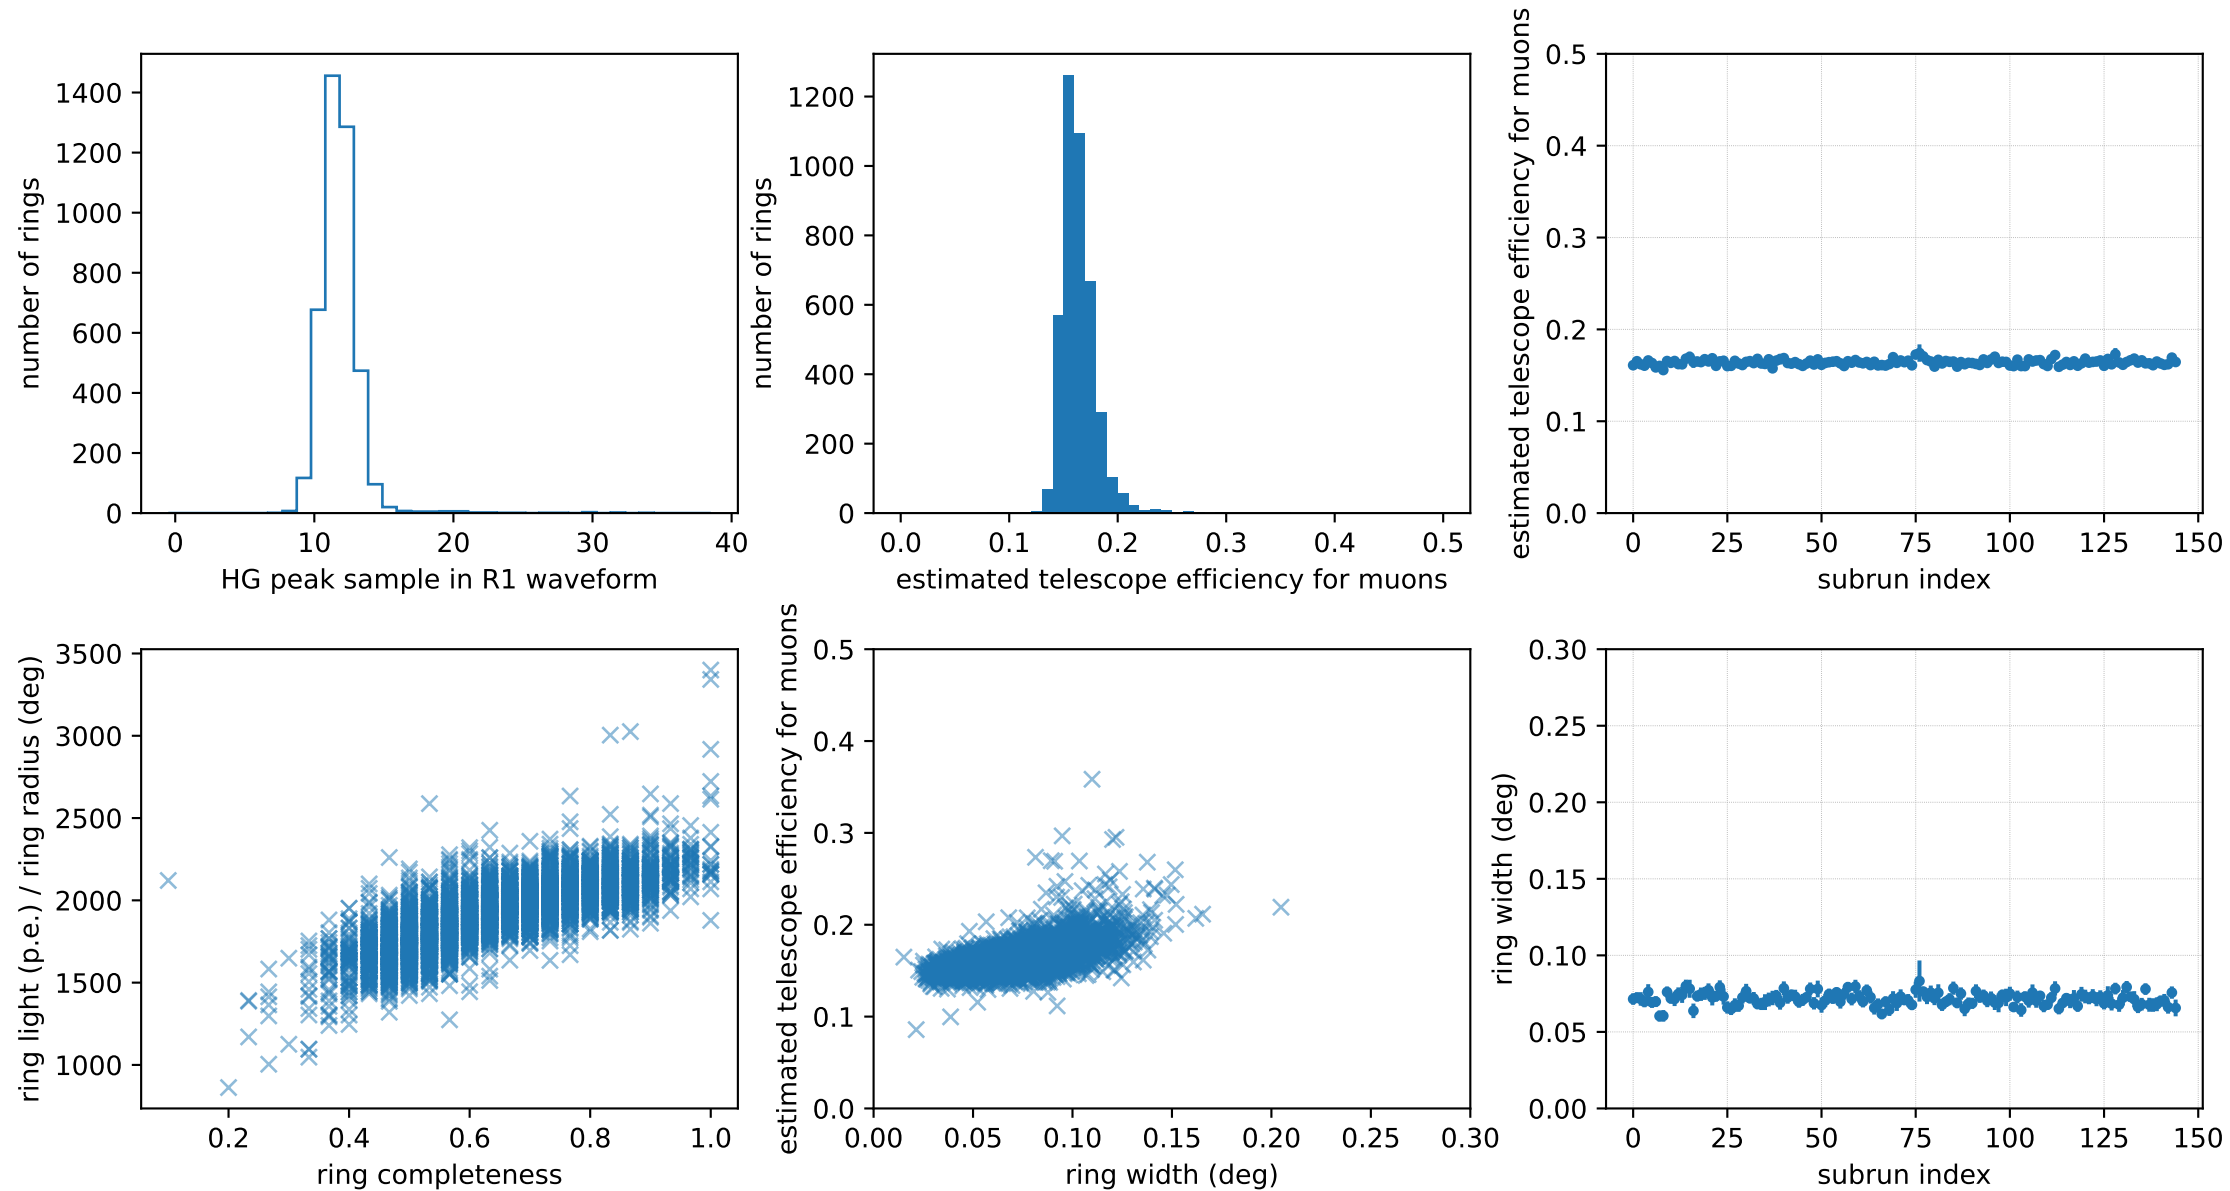 number of rings
1400
1200
1000
800
600
400
200
0
0 10 20 30 40
HG peak sample in R1 waveform
number of rings
1200
1000
800
600
400
200
0
0.0 0.1 0.2 0.3 0.4 0.5
estimated telescope efficiency for muons
estimated telescope efficiency for muons
0.5
0.4
0.3
0.2
0.1
0.0
0 25 50 75 100 125 150
subrun index
ring light (p.e.) / ring radius (deg)
3500
3000
2500
2000
1500
1000
0.2 0.4 0.6 0.8 1.0
ring completeness
estimated telescope efficiency for muons
0.5
0.4
0.3
0.2
0.1
0.0
0.00 0.05 0.10 0.15 0.20 0.25 0.30
ring width (deg)
ring width (deg)
0.30
0.25
0.20
0.15
0.10
0.05
0.00
0 25 50 75 100 125 150
subrun index